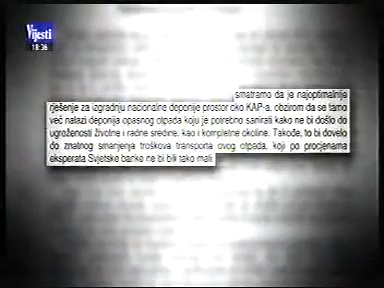 Vijesti
18:36
smatramo da je najoptimalnije
rješenje za izgradnju nacionalne deponije prostor oko KAP-a, obzirom da se tamo
već nalazi deponija opasnog otpada koju je potrebno sanirati kako ne bi došlo do
ugroženosti životne i radne sredine, kao i kompletne okoline. Takođe, to bi dovelo
do znatnog smanjenja troškova transporta ovog otpada, koji po procjenama
eksperata Svjetske banke ne bi bili tako mali.